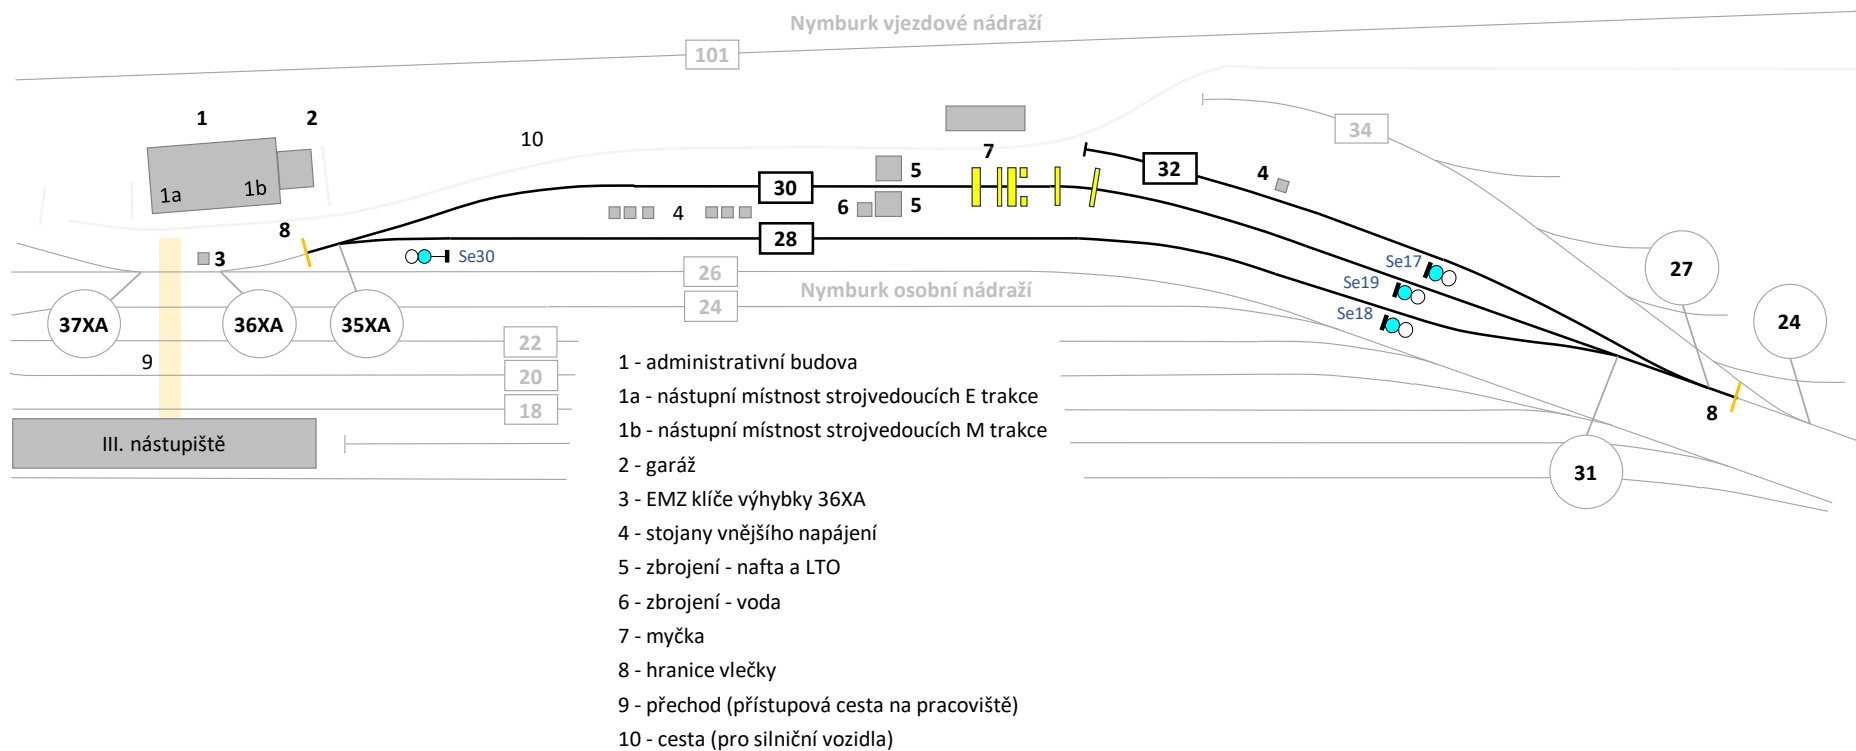 Nymburk vjezdové nádraží
101
1
2
10
34
7
5
32
4
1a
1b
30
6
5
4
8
28
3
Se30
26
Se17
27
Se19
Nymburk osobní nádraží
24
Se18
24
37XA
36XA
35XA
22
9
20
18
8
III. nástupiště
31
1 - administrativní budova
1a - nástupní místnost strojvedoucích E trakce
1b - nástupní místnost strojvedoucích M trakce
2 - garáž
3 - EMZ klíče výhybky 36XA
4 - stojany vnějšího napájení
5 - zbrojení - nafta a LTO
6 - zbrojení - voda
7 - myčka
8 - hranice vlečky
9 - přechod (přístupová cesta na pracoviště)
10 - cesta (pro silniční vozidla)